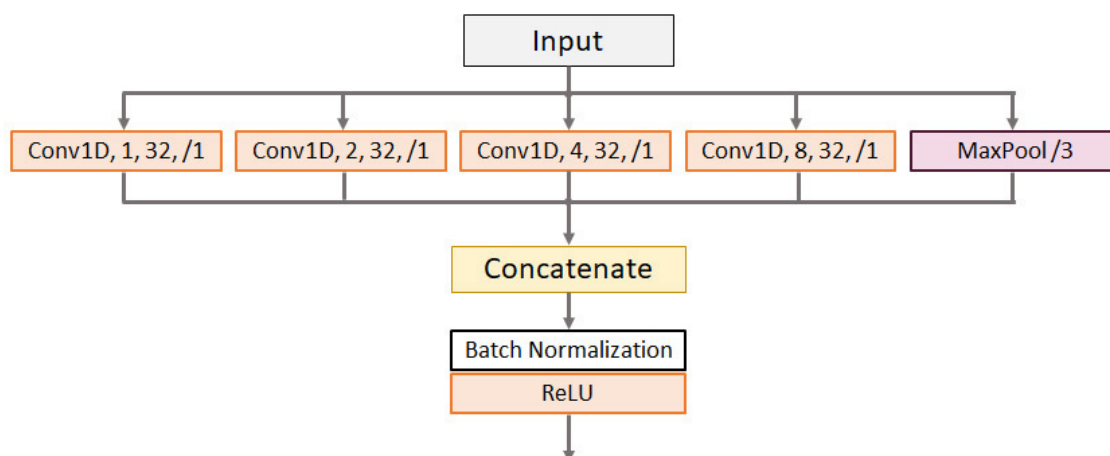 Input
Conv1D, 1, 32, /1
Conv1D, 2, 32, /1
Conv1D, 4, 32, /1
Conv1D, 8, 32, /1
MaxPool /3
Concatenate
Batch Normalization
ReLU